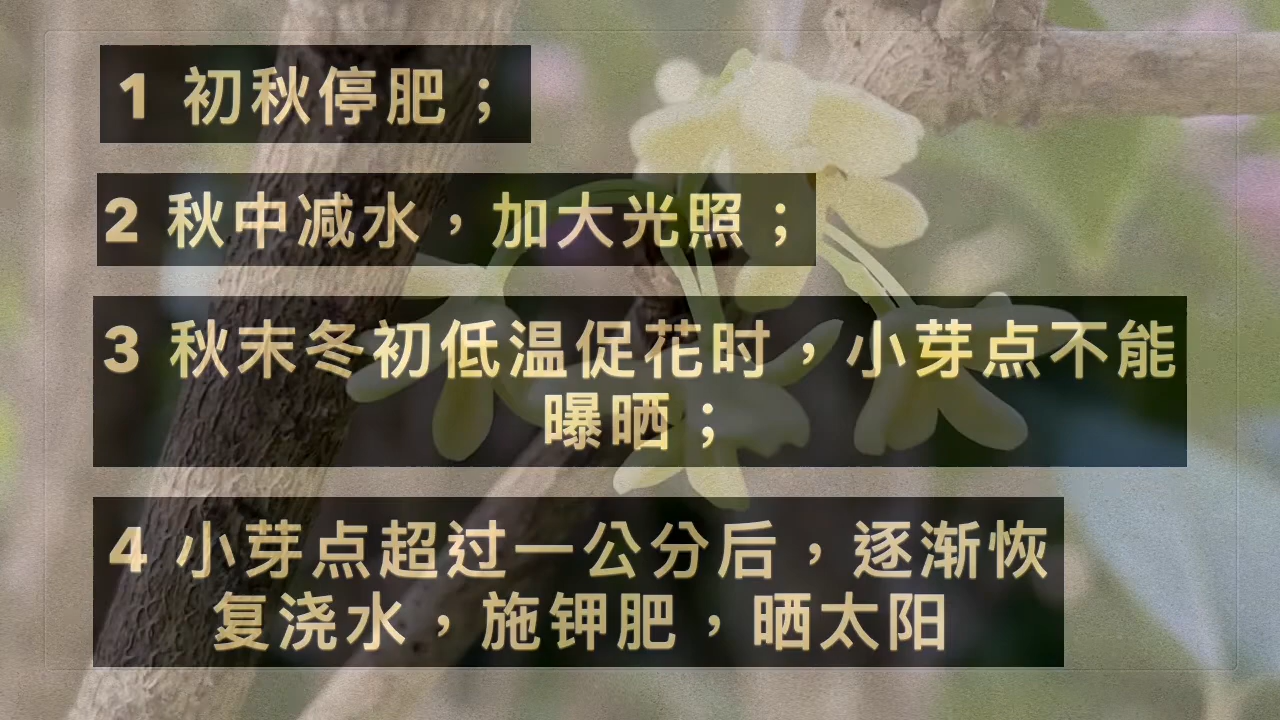 1 初秋停肥；
2 秋中减水，加大光照；
3 秋末冬初低温促花时，小芽点不能
曝晒；
4 小芽点超过一公分后，逐渐恢
复浇水，施钾肥，晒太阳